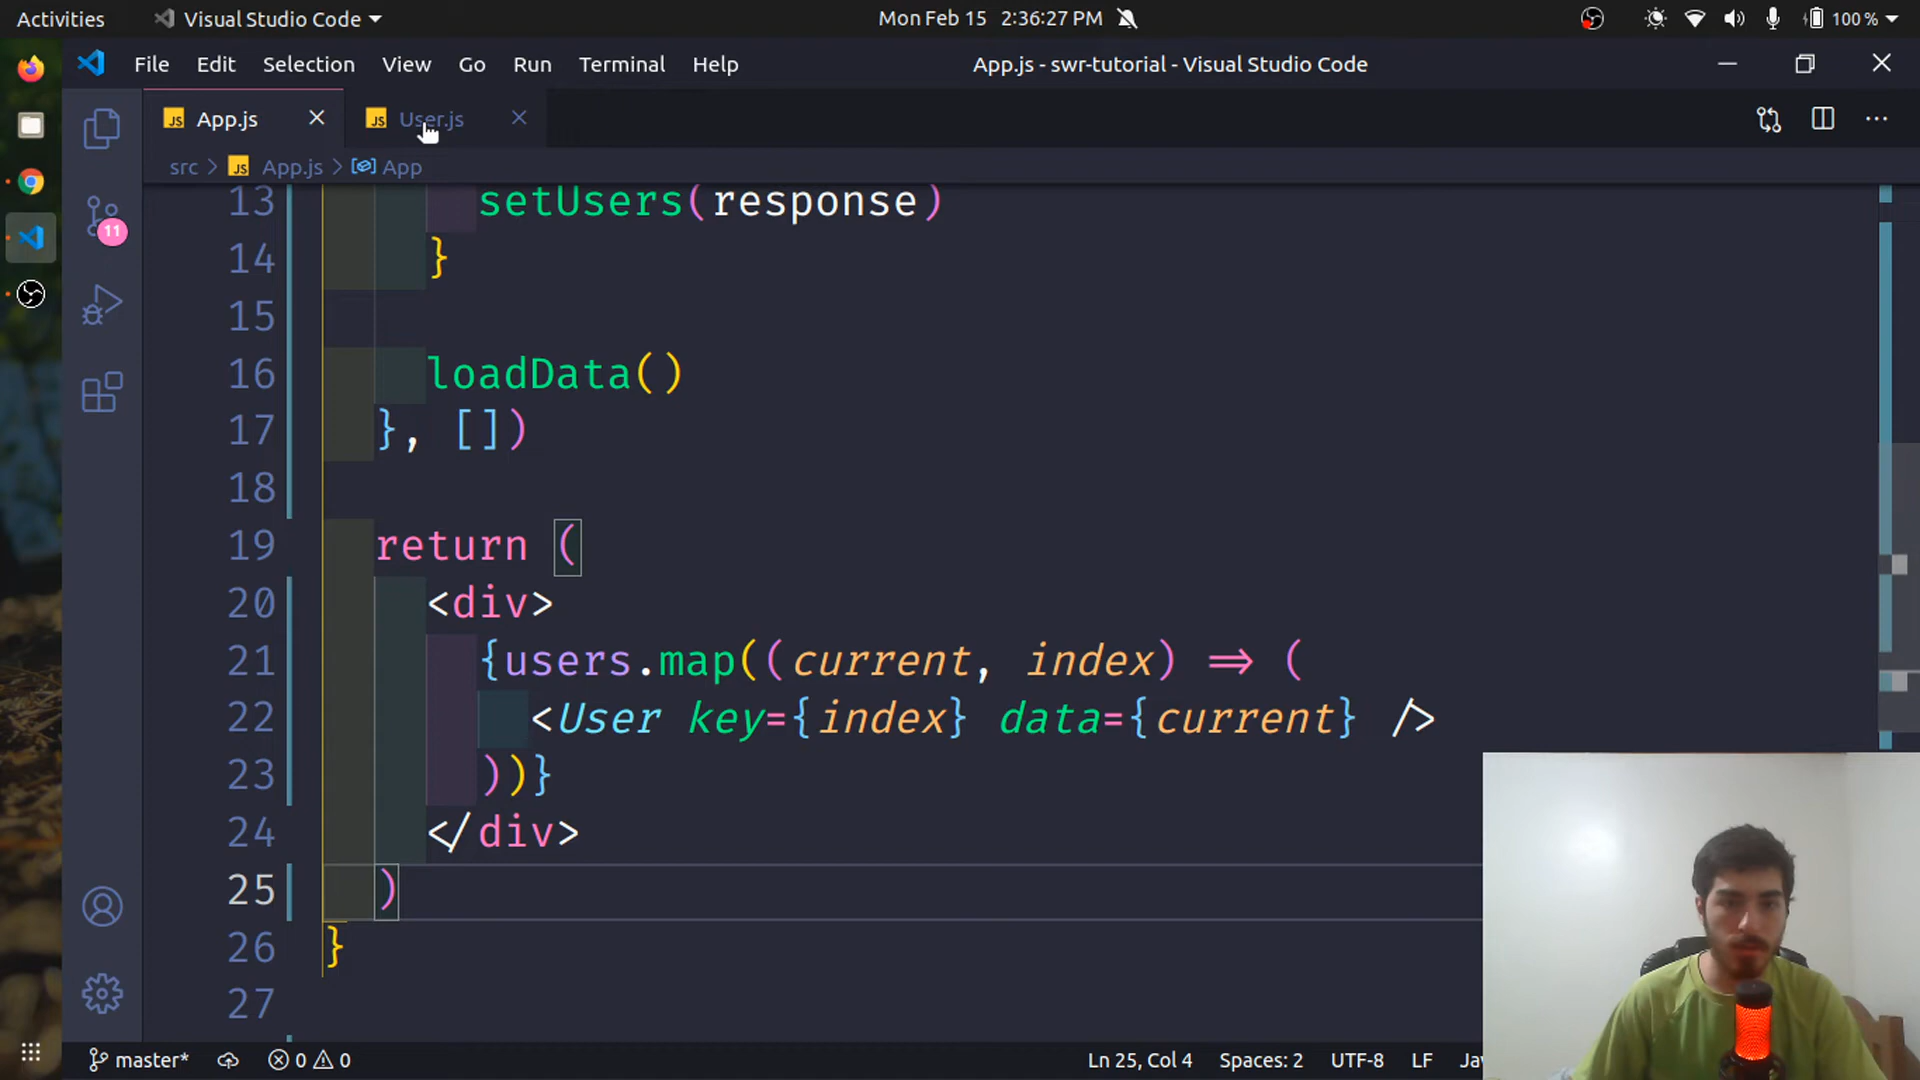 Activities Visual Studio Code Mon Feb 15 2:36:27 PM 100 %
File Edit Selection View Go Run Terminal Help App.js - swr-tutorial - Visual Studio Code
JS App.js JS User.js
src > JS App.js > App
13 setUsers(response)
14 }
15
16 loadData()
17 }, [])
18
19 return (
20 <div>
21 {users.map((current, index) => (
22 <User key={index} data={current} />
23 ))}
24 </div>
25 )
26 }
27
11
master* 0 0 Ln 25, Col 4 Spaces: 2 UTF-8 LF